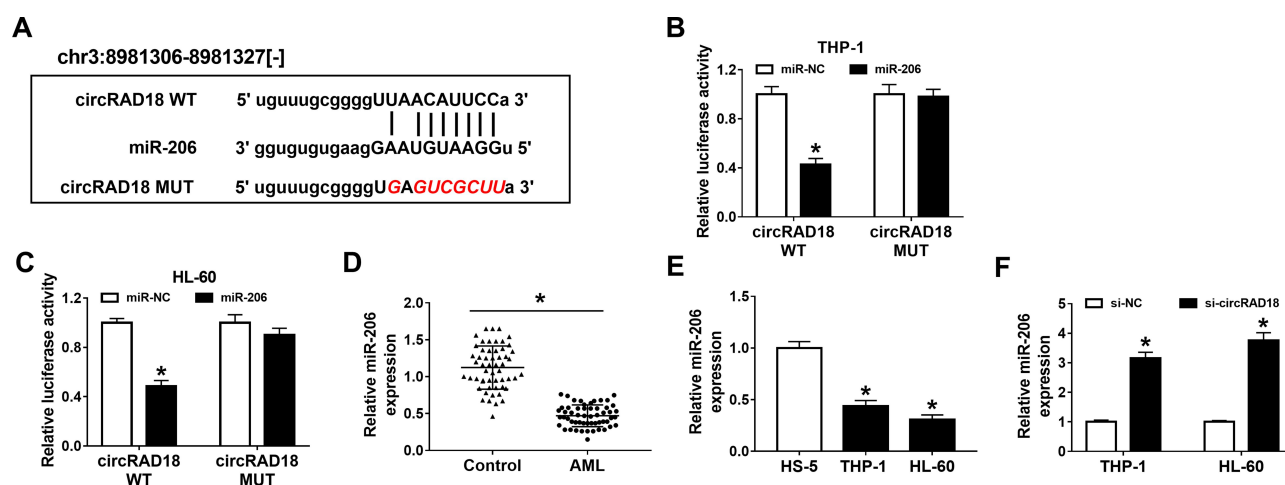 A
chr3:8981306-8981327[-]
circRAD18 WT 5' uguuugcggggUUAACAUUCCa 3'
miR-206 3' ggugugugaagGAAUGUAAGGu 5'
circRAD18 MUT 5' uguuugcggggUGAGUCGCUUa 3'
B
THP-1
miR-NC miR-206
Relative luciferase activity
1.2
0.8
0.4
0.0
*
circRAD18 WT
circRAD18 MUT
C
HL-60
miR-NC miR-206
Relative luciferase activity
1.2
0.8
0.4
0.0
*
circRAD18 WT
circRAD18 MUT
D
Relative miR-206
expression
2.0
1.5
1.0
0.5
0.0
*
Control AML
E
Relative miR-206
expression
1.5
1.0
0.5
0.0
* *
HS-5 THP-1 HL-60
F
si-NC si-circRAD18
Relative miR-206
expression
5
4
3
2
1
0
* *
THP-1 HL-60